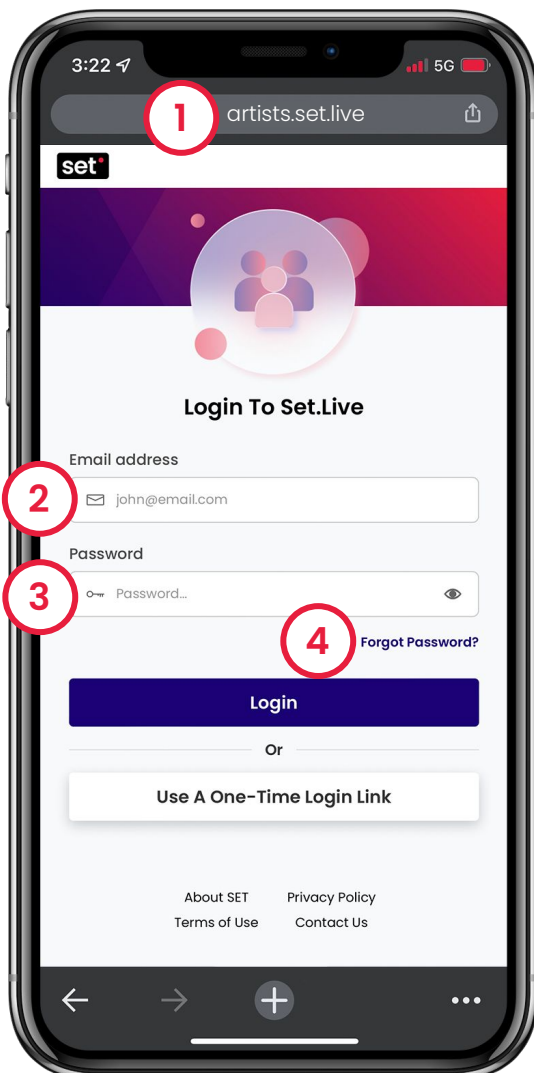 3:22
5G
1
artists.set.live
set
Login To Set.Live
Email address
2
john@email.com
Password
3
Password...
4
Forgot Password?
Login
Or
Use A One-Time Login Link
About SET Privacy Policy
Terms of Use Contact Us